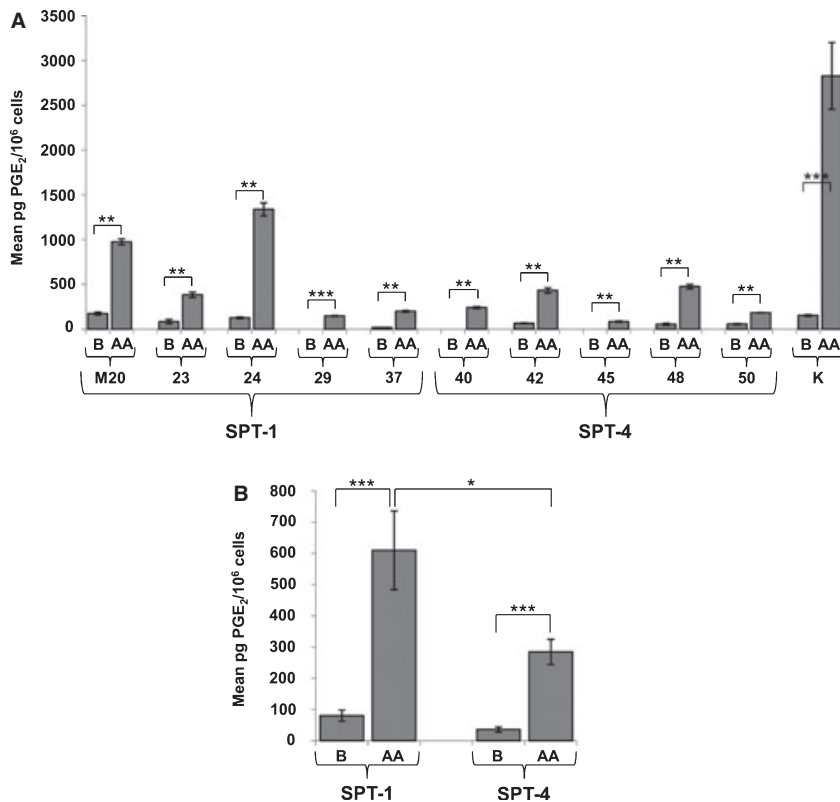 A
Mean pg PGE₂/10⁶ cells
3500
3000
2500
2000
1500
1000
500
0
** ** ** *** ** ** ** ** ** ** ***
B AA B AA B AA B AA B AA B AA B AA B AA B AA B AA B AA
M20 23 24 29 37 40 42 45 48 50 K
SPT-1 SPT-4
B
Mean pg PGE₂/10⁶ cells
800
700
600
500
400
300
200
100
0
*** * ***
B AA B AA
SPT-1 SPT-4